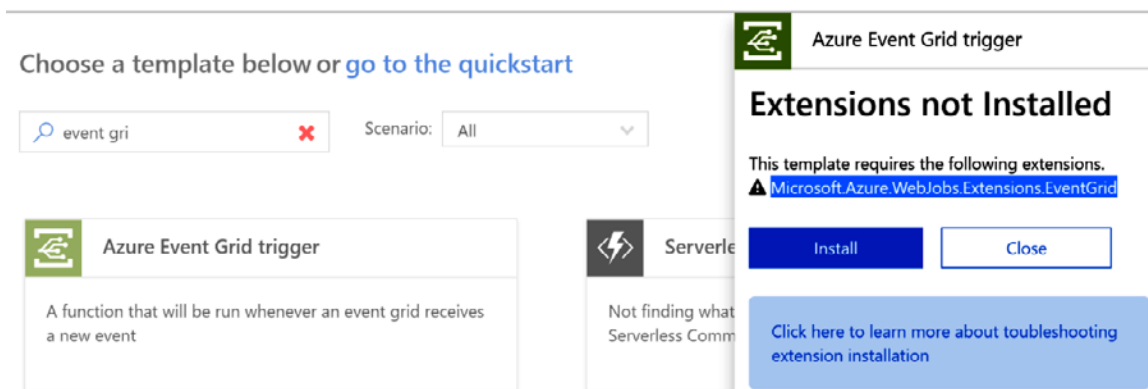 Choose a template below or go to the quickstart
event gri
Scenario:
All
Azure Event Grid trigger
A function that will be run whenever an event grid receives
a new event
Serverle
Not finding what
Serverless Comm
Azure Event Grid trigger
Extensions not Installed
This template requires the following extensions.
Microsoft.Azure.WebJobs.Extensions.EventGrid
Install
Close
Click here to learn more about toubleshooting
extension installation